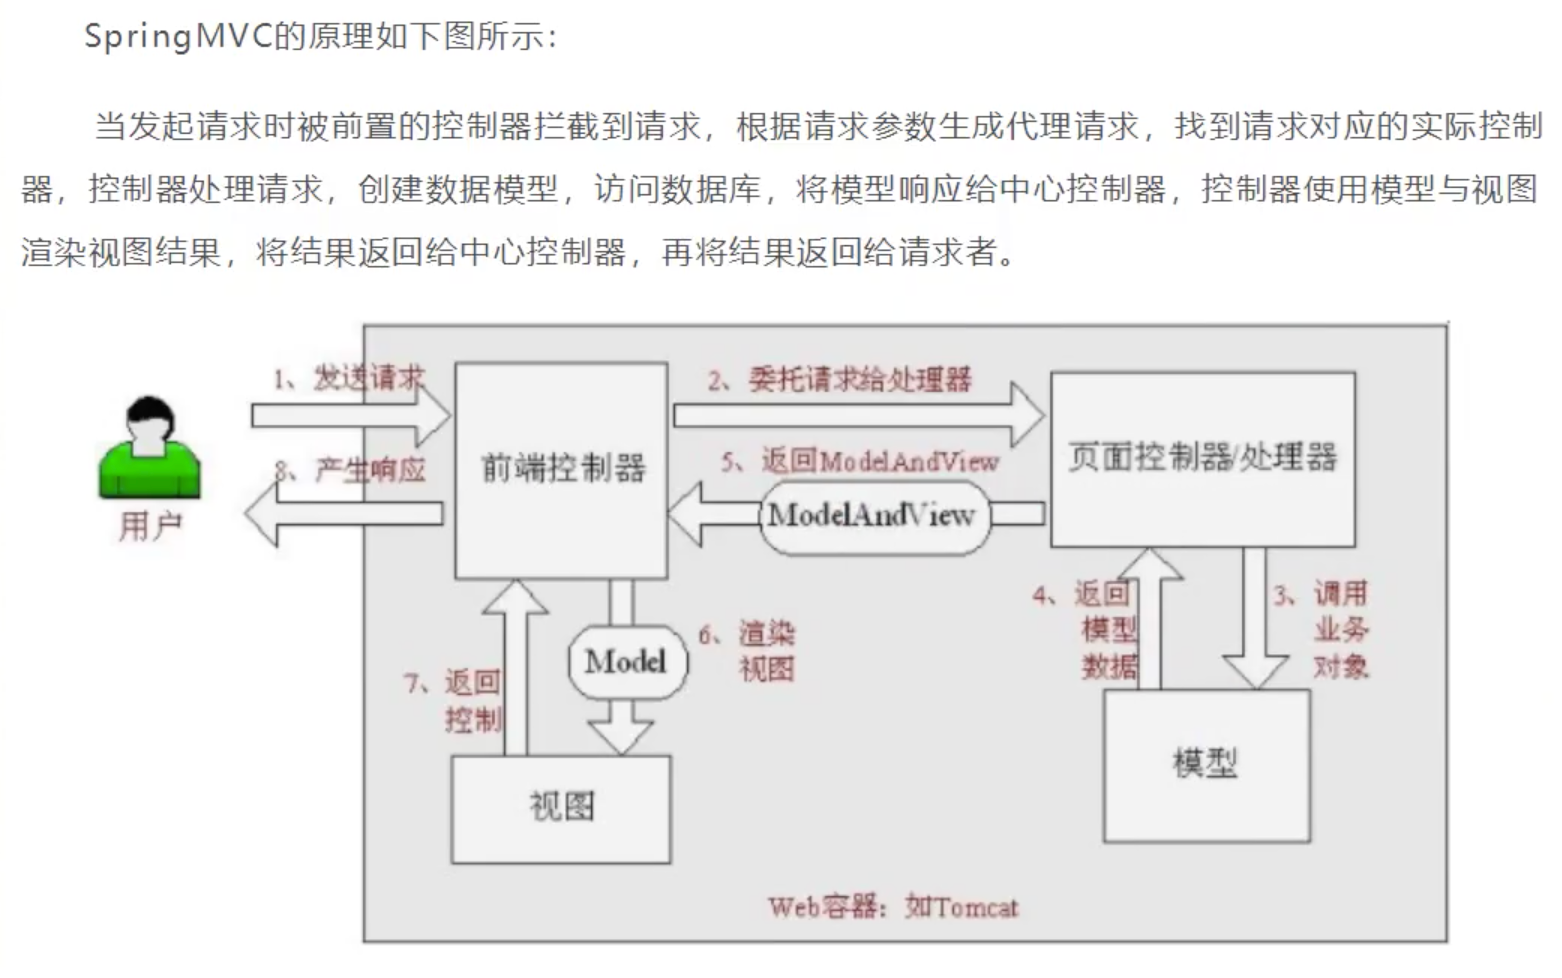 SpringMVC的原理如下图所示：
当发起请求时被前置的控制器拦截到请求，根据请求参数生成代理请求，找到请求对应的实际控制
器，控制器处理请求，创建数据模型，访问数据库，将模型响应给中心控制器，控制器使用模型与视图
渲染视图结果，将结果返回给中心控制器，再将结果返回给请求者。
1、发送请求
2、委托请求给处理器
前端控制器
页面控制器/处理器
5、返回ModelAndView
8、产生响应
ModelAndView
用户
4、返回
模型
数据
3、调用
业务
对象
6、渲染
视图
Model
7、返回
控制
模型
视图
Web容器：如Tomcat